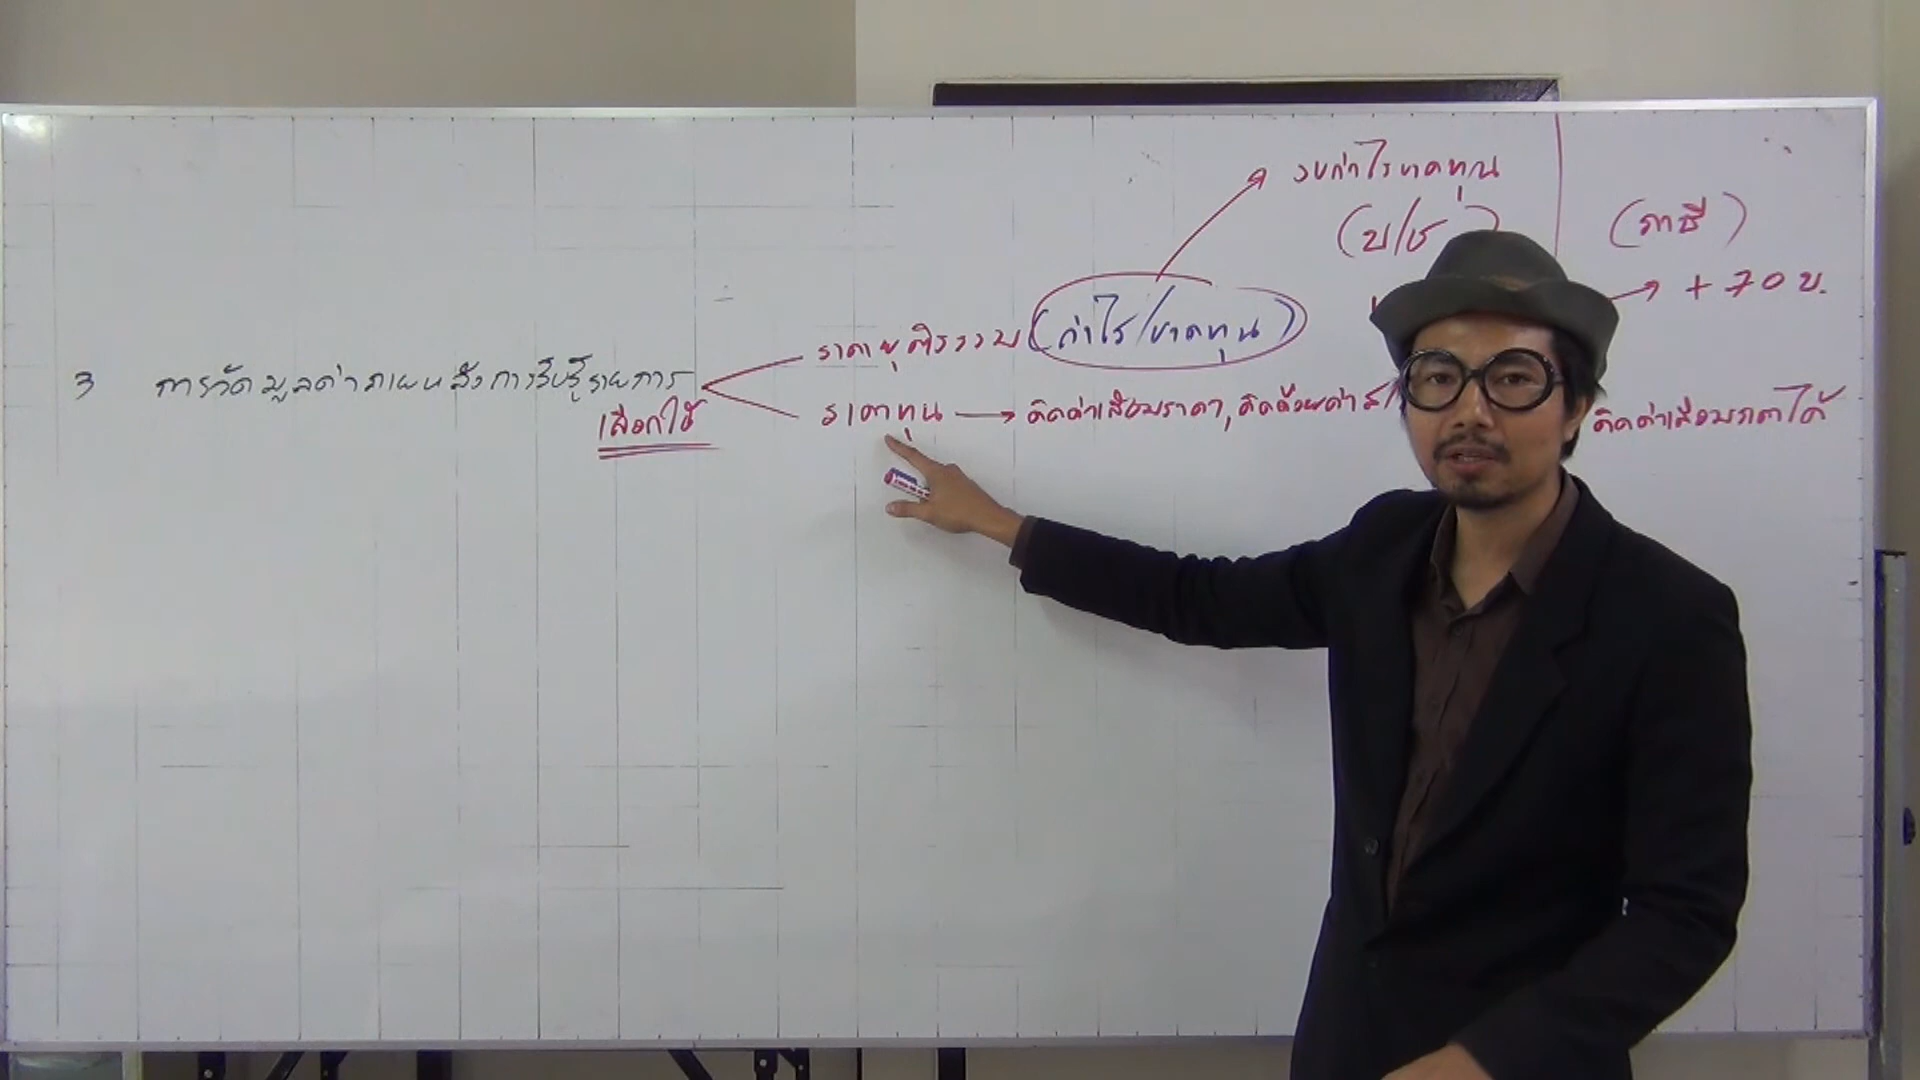 งบกำไรขาดทุน
(บ/ช)
(ภาษี)
+ 70 บ.
ราคายุติธรรม (กำไร/ขาดทุน)
3 การวัดมูลค่าภายหลังการรับรู้รายการ
เลือกใช้
ราคาทุน → คิดค่าเสื่อมราคา, คิดด้อยค่า
คิดค่าเสื่อมราคาได้